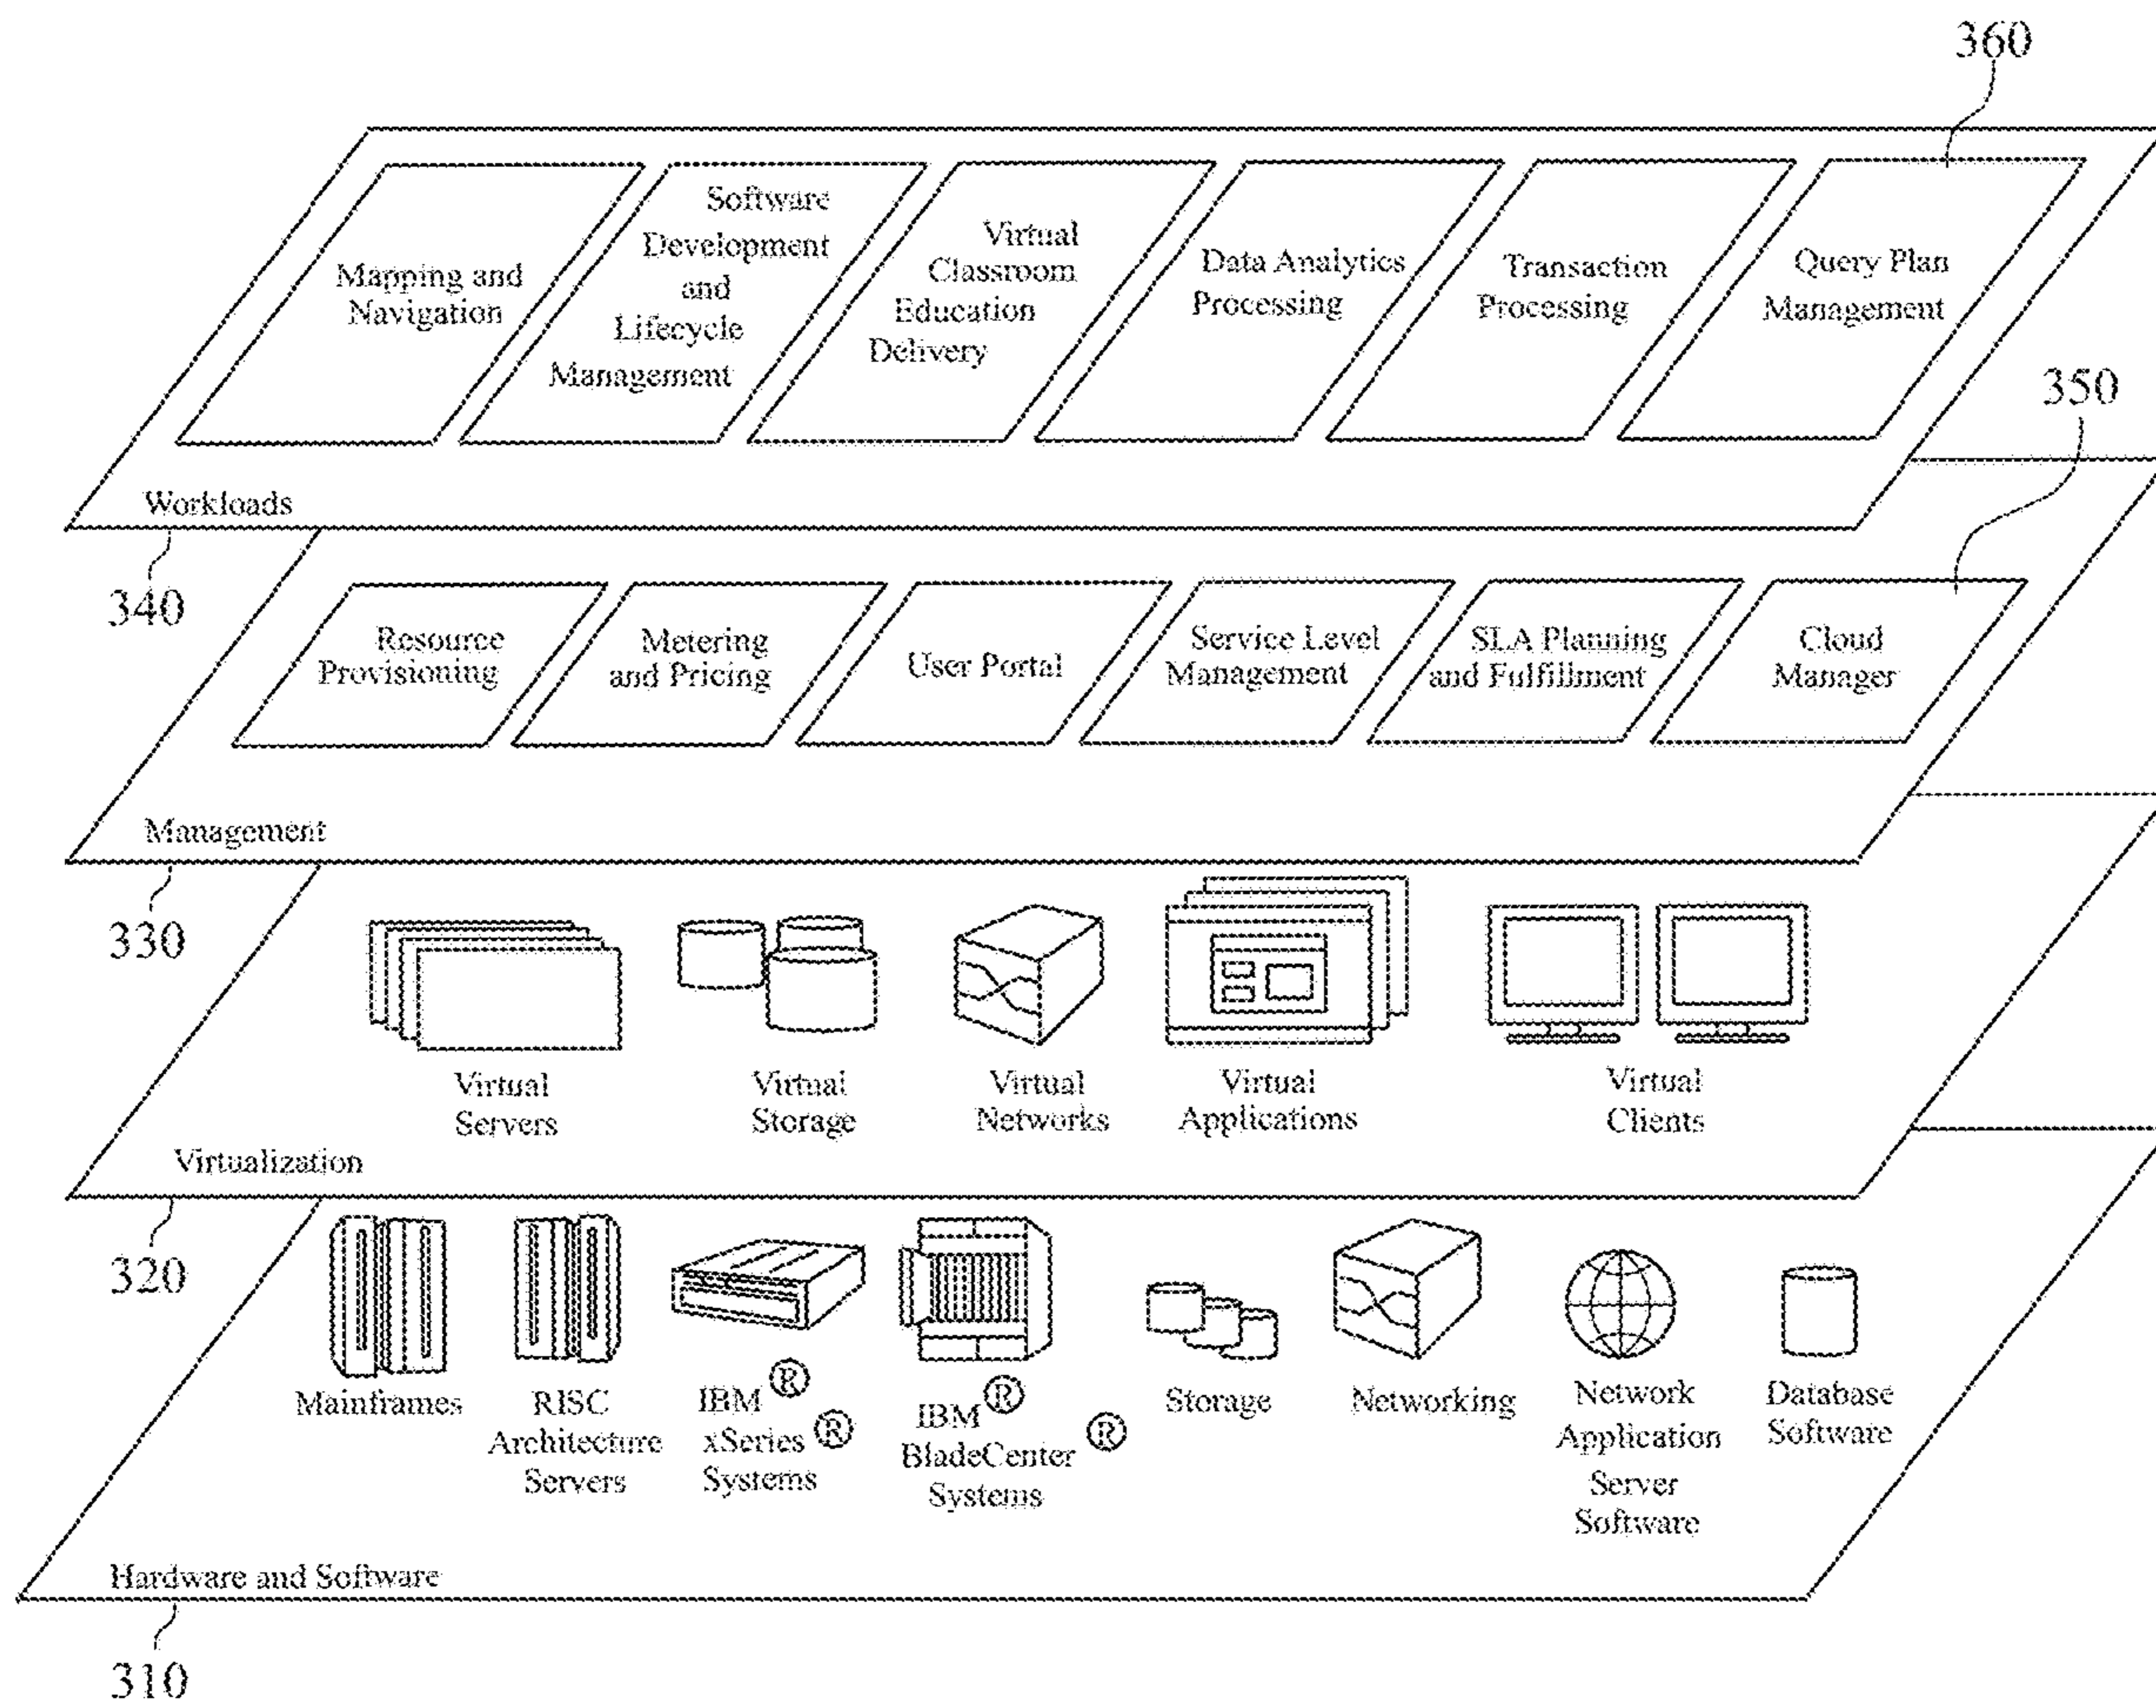 360
Mapping and
Navigation
Software
Development
and
Lifecycle
Management
Virtual
Classroom
Education
Delivery
Data Analytics
Processing
Transaction
Processing
Query Plan
Management
Workloads
340
350
Resource
Provisioning
Metering
and Pricing
User Portal
Service Level
Management
SLA Planning
and Fulfillment
Cloud
Manager
Management
330
Virtual
Servers
Virtual
Storage
Virtual
Networks
Virtual
Applications
Virtual
Clients
Virtualization
320
Mainframes
RISC
Architecture
Servers
IBM ®
xSeries ®
Systems
IBM ®
BladeCenter ®
Systems
Storage
Networking
Network
Application
Server
Software
Database
Software
Hardware and Software
310